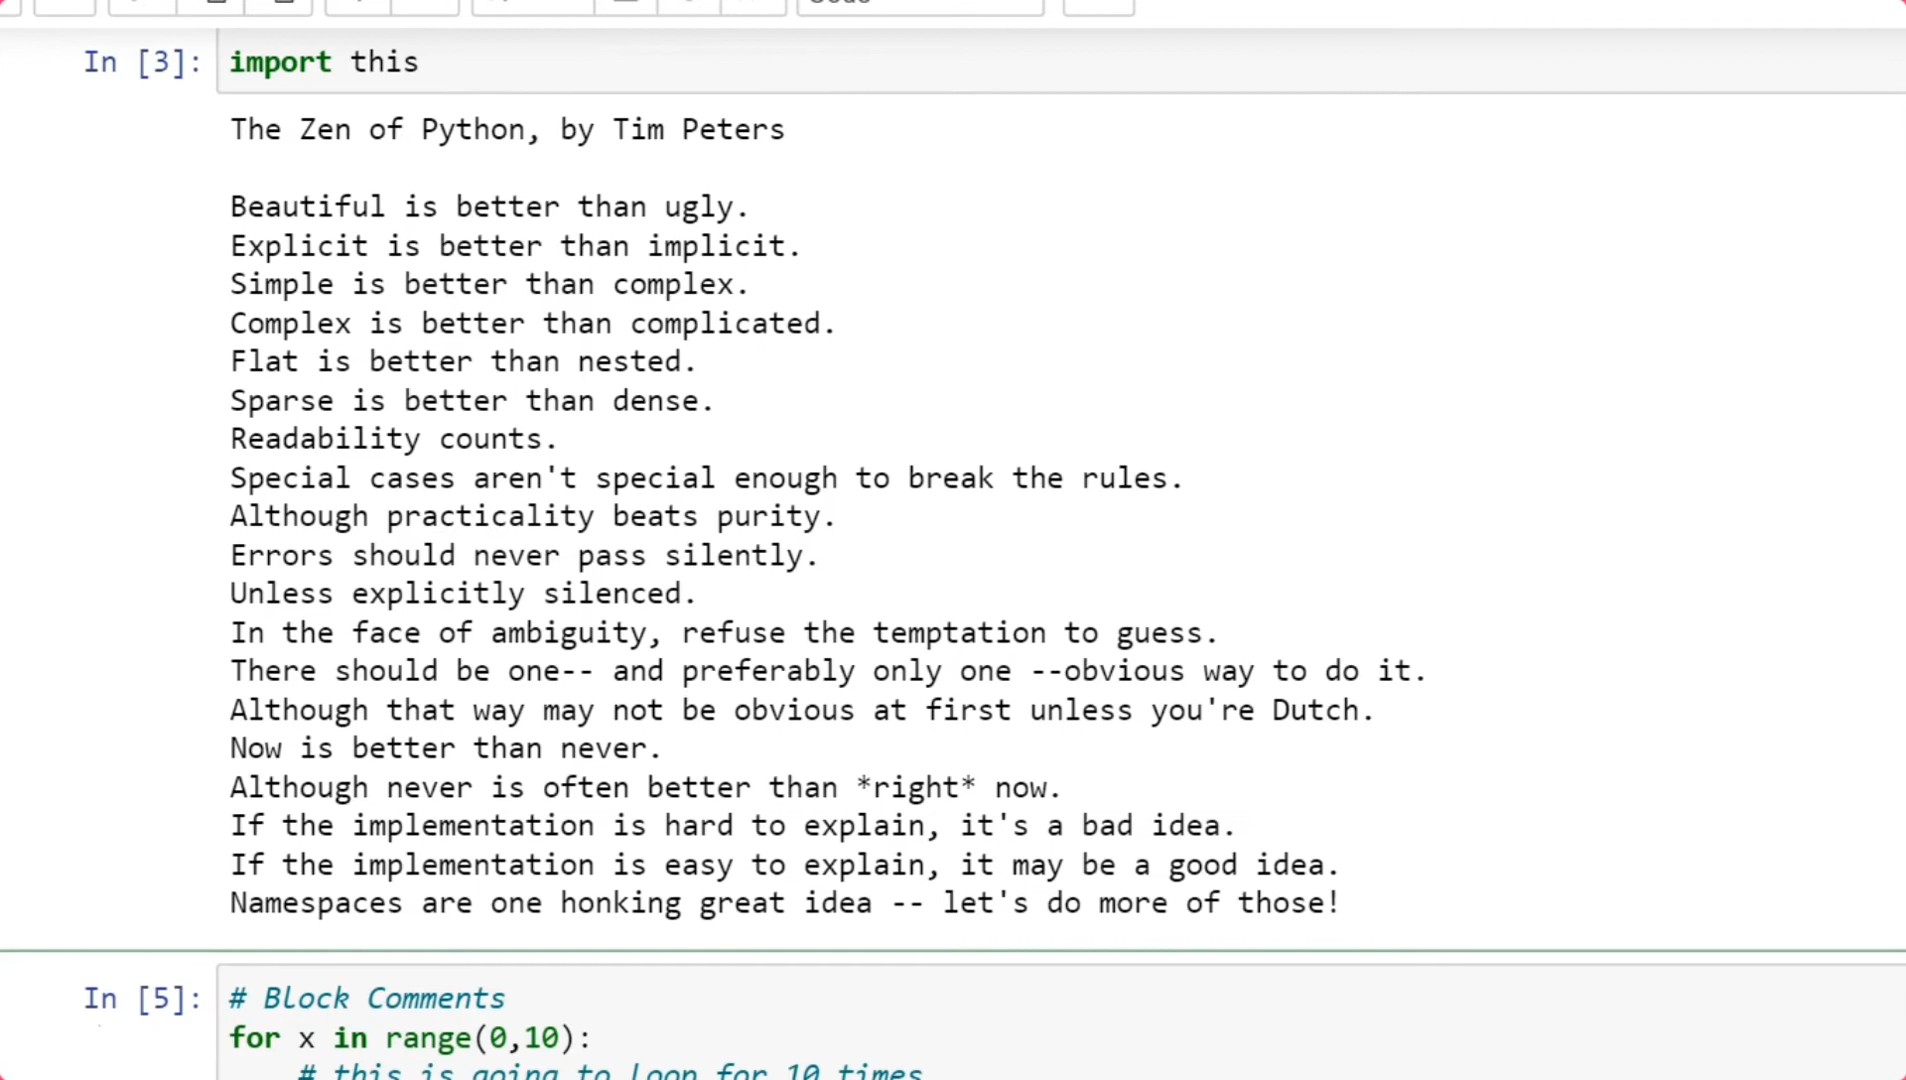 In [3]: import this
The Zen of Python, by Tim Peters
Beautiful is better than ugly.
Explicit is better than implicit.
Simple is better than complex.
Complex is better than complicated.
Flat is better than nested.
Sparse is better than dense.
Readability counts.
Special cases aren't special enough to break the rules.
Although practicality beats purity.
Errors should never pass silently.
Unless explicitly silenced.
In the face of ambiguity, refuse the temptation to guess.
There should be one-- and preferably only one --obvious way to do it.
Although that way may not be obvious at first unless you're Dutch.
Now is better than never.
Although never is often better than *right* now.
If the implementation is hard to explain, it's a bad idea.
If the implementation is easy to explain, it may be a good idea.
Namespaces are one honking great idea -- let's do more of those!
In [5]: # Block Comments
for x in range(0,10):
# this is going to loop for 10 times